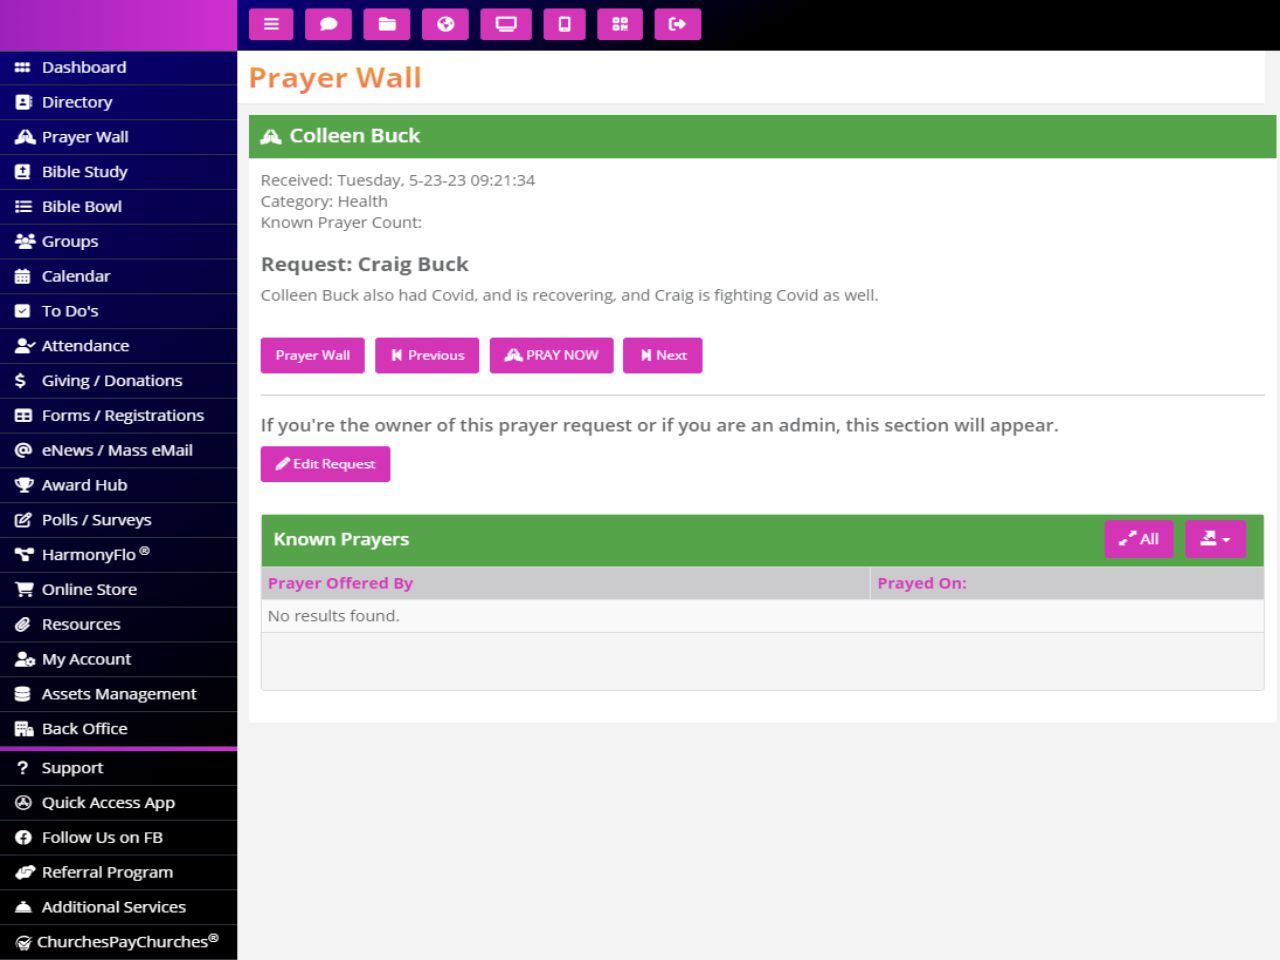 Dashboard
Directory
Prayer Wall
Bible Study
Bible Bowl
Groups
Calendar
To Do's
Attendance
Giving / Donations
Forms / Registrations
eNews / Mass eMail
Award Hub
Polls / Surveys
HarmonyFlo ®
Online Store
Resources
My Account
Assets Management
Back Office
Support
Quick Access App
Follow Us on FB
Referral Program
Additional Services
ChurchesPayChurches®
Prayer Wall
Colleen Buck
Received: Tuesday, 5-23-23 09:21:34
Category: Health
Known Prayer Count:
Request: Craig Buck
Colleen Buck also had Covid, and is recovering, and Craig is fighting Covid as well.
Prayer Wall Previous PRAY NOW Next
If you're the owner of this prayer request or if you are an admin, this section will appear.
Edit Request
Known Prayers All
Prayer Offered By Prayed On:
No results found.